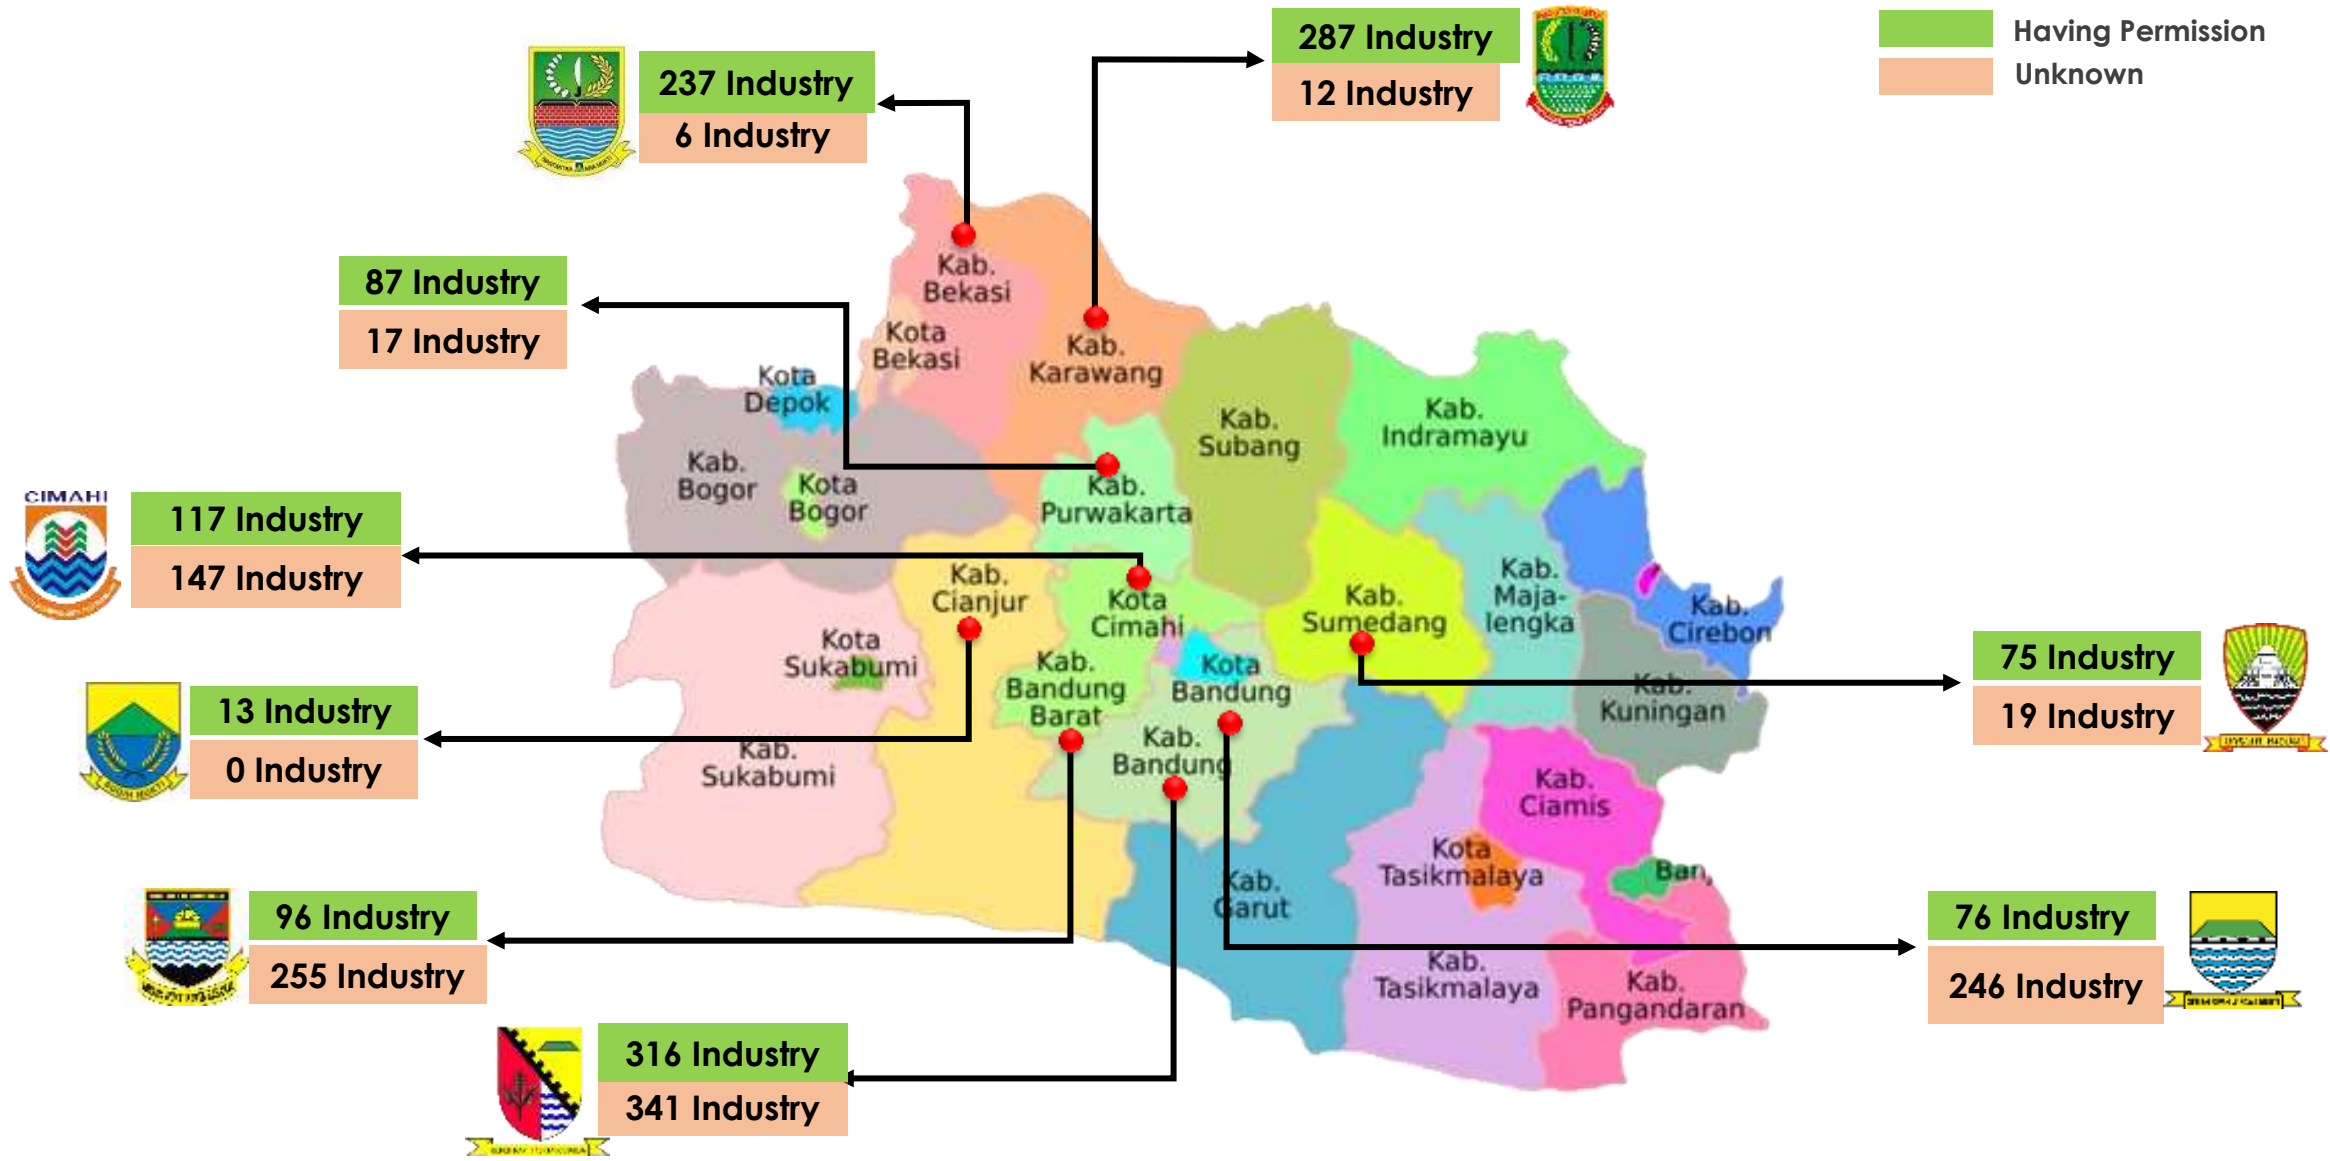 287 Industry
12 Industry
Having Permission
Unknown
237 Industry
6 Industry
87 Industry
17 Industry
Kab.
Bekasi
Kota
Bekasi
Kab.
Karawang
Kota
Depok
Kab.
Subang
Kab.
Indramayu
Kab.
Bogor
Kota
Bogor
Kab.
Purwakarta
CIMAHI
117 Industry
147 Industry
Kab.
Cianjur
Kota
Cimahi
Kab.
Sumedang
Kab.
Maja-
lengka
Kab.
Cirebon
Kota
Sukabumi
Kab.
Bandung
Barat
Kota
Bandung
Kab.
Kuningan
75 Industry
19 Industry
13 Industry
0 Industry
Kab.
Sukabumi
Kab.
Bandung
Kab.
Ciamis
Kota
Tasikmalaya
Ban,
Kab.
Garut
96 Industry
255 Industry
76 Industry
246 Industry
Kab.
Tasikmalaya
Kab.
Pangandaran
316 Industry
341 Industry